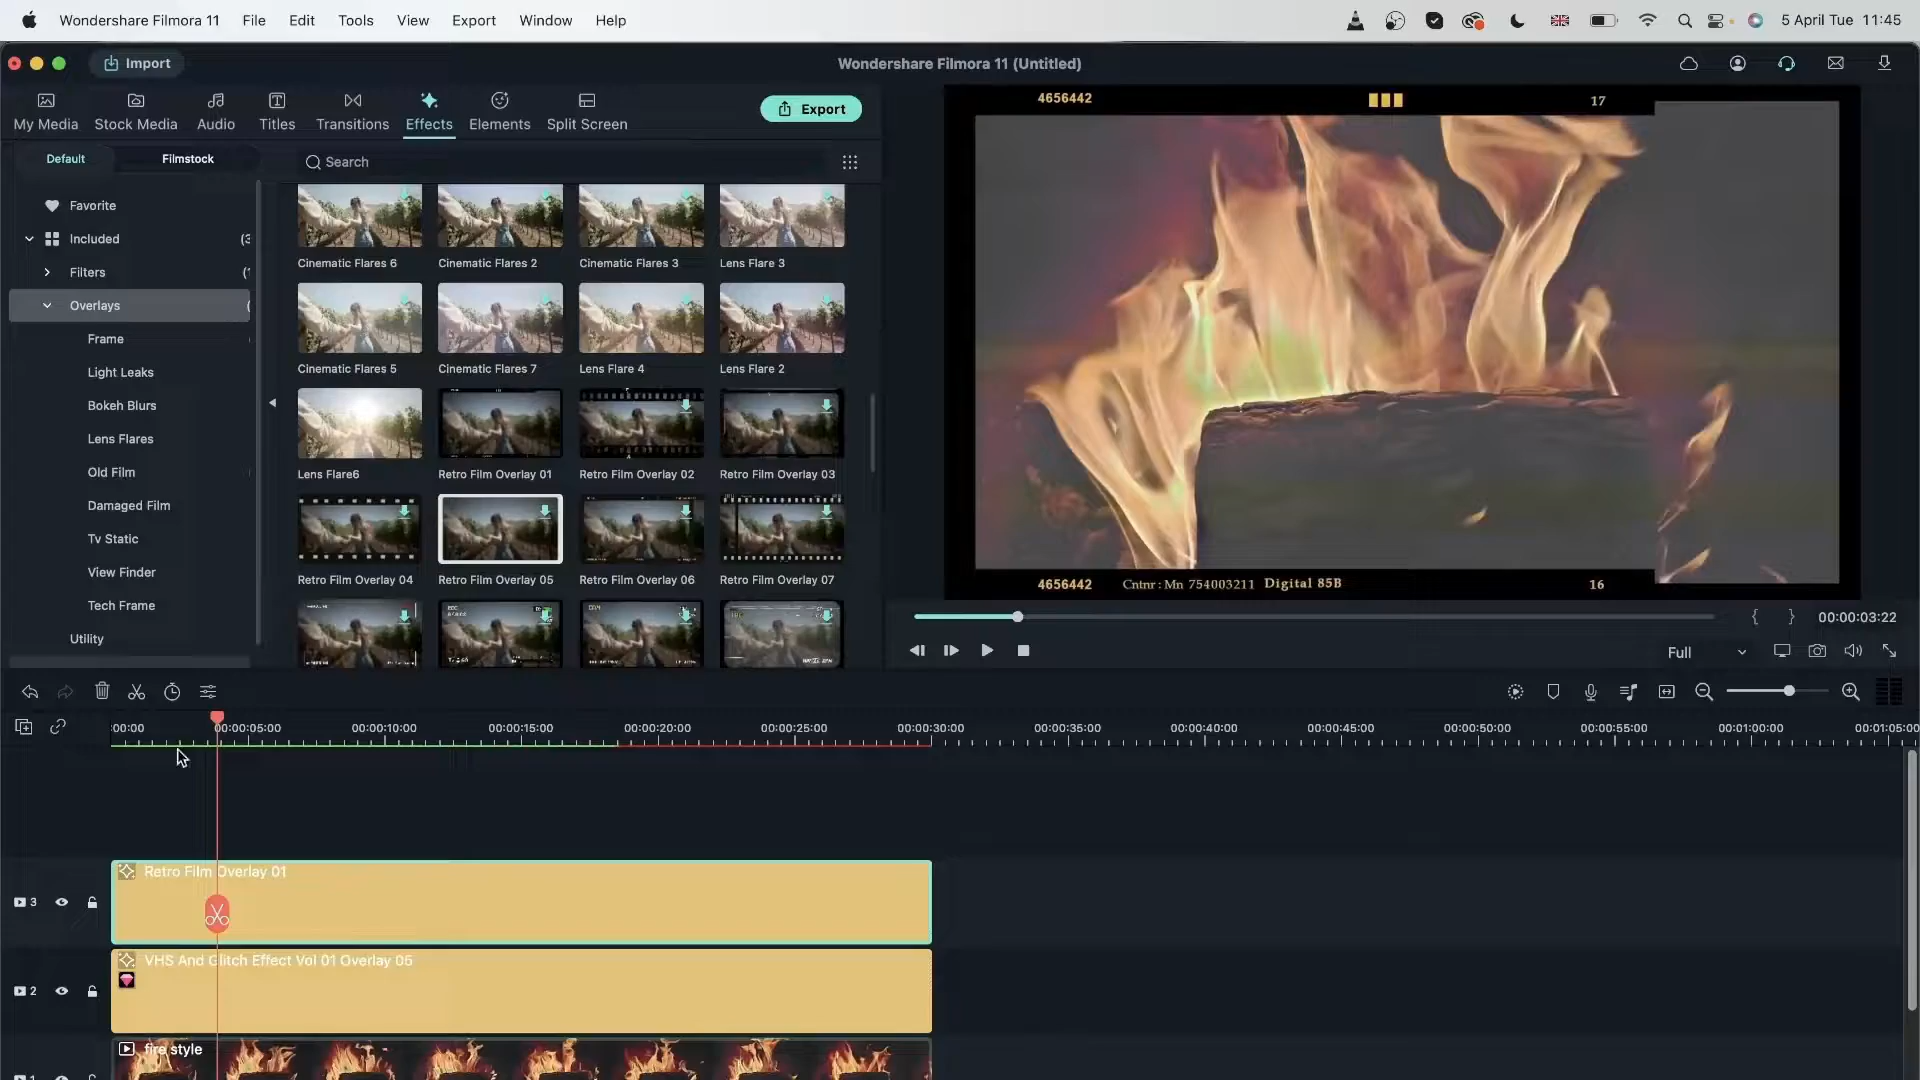 Wondershare Filmora 11 File Edit Tools View Export Window Help 5 April Tue 11:45
Import Wondershare Filmora 11 (Untitled)
My Media Stock Media Audio Titles Transitions Effects Elements Split Screen Export
Default Filmstock Search
Favorite
Included (3
Filters (1
Overlays (
Frame
Light Leaks
Bokeh Blurs
Lens Flares
Old Film
Damaged Film
Tv Static
View Finder
Tech Frame
Utility
Cinematic Flares 6 Cinematic Flares 2 Cinematic Flares 3 Lens Flare 3
Cinematic Flares 5 Cinematic Flares 7 Lens Flare 4 Lens Flare 2
Lens Flare6 Retro Film Overlay 01 Retro Film Overlay 02 Retro Film Overlay 03
Retro Film Overlay 04 Retro Film Overlay 05 Retro Film Overlay 06 Retro Film Overlay 07
4656442 17
4656442 Cntnr : Mn 754003211 Digital 85B 16
{ } 00:00:03:22
Full
:00:00 00:00:05:00 00:00:10:00 00:00:15:00 00:00:20:00 00:00:25:00 00:00:30:00 00:00:35:00 00:00:40:00 00:00:45:00 00:00:50:00 00:00:55:00 00:01:00:00 00:01:05:00
Retro Film Overlay 01
3
VHS And Glitch Effect Vol 01 Overlay 05
2
fire style
1